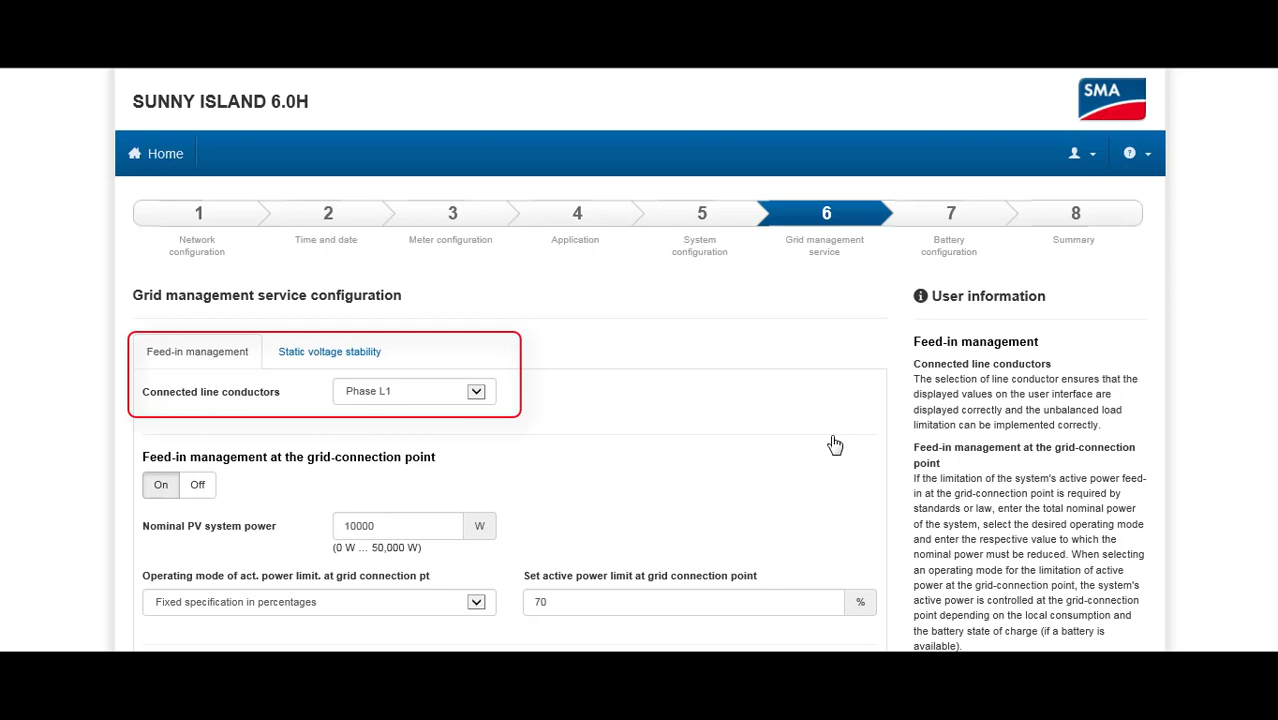 SUNNY ISLAND 6.0H
SMA
Home
1
2
3
4
5
6
7
8
Network configuration
Time and date
Meter configuration
Application
System configuration
Grid management service
Battery configuration
Summary
Grid management service configuration
Feed-in management
Static voltage stability
Connected line conductors
Phase L1
Feed-in management at the grid-connection point
On
Off
Nominal PV system power
10000
W
(0 W ... 50,000 W)
Operating mode of act. power limit. at grid connection pt
Set active power limit at grid connection point
Fixed specification in percentages
70
%
User information
Feed-in management
Connected line conductors
The selection of line conductor ensures that the
displayed values on the user interface are
displayed correctly and the unbalanced load
limitation can be implemented correctly.
Feed-in management at the grid-connection
point
If the limitation of the system's active power feed-
in at the grid-connection point is required by
standards or law, enter the total nominal power
of the system, select the desired operating mode
and enter the respective value to which the
nominal power must be reduced. When selecting
an operating mode for the limitation of active
power at the grid-connection point, the system's
active power is controlled at the grid-connection
point depending on the local consumption and
the battery state of charge (if a battery is
available).